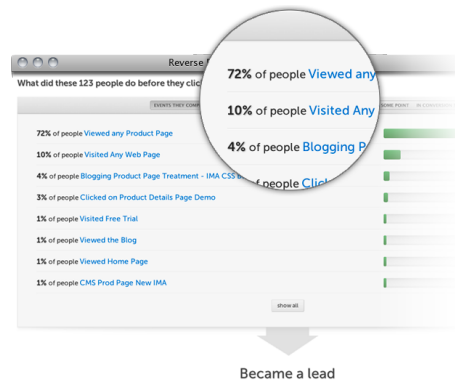 Reverse
What did these 123 people do before they clic
EVENTS THEY COMP
SOME POINT
72% of people Viewed any
10% of people Visited Any
4% of people Blogging P
of people Click
72% of people Viewed any Product Page
10% of people Visited Any Web Page
4% of people Blogging Product Page Treatment - IMA CSS
3% of people Clicked on Product Details Page Demo
1% of people Visited Free Trial
1% of people Viewed the Blog
1% of people Viewed Home Page
1% of people CMS Prod Page New IMA
show all
Became a lead